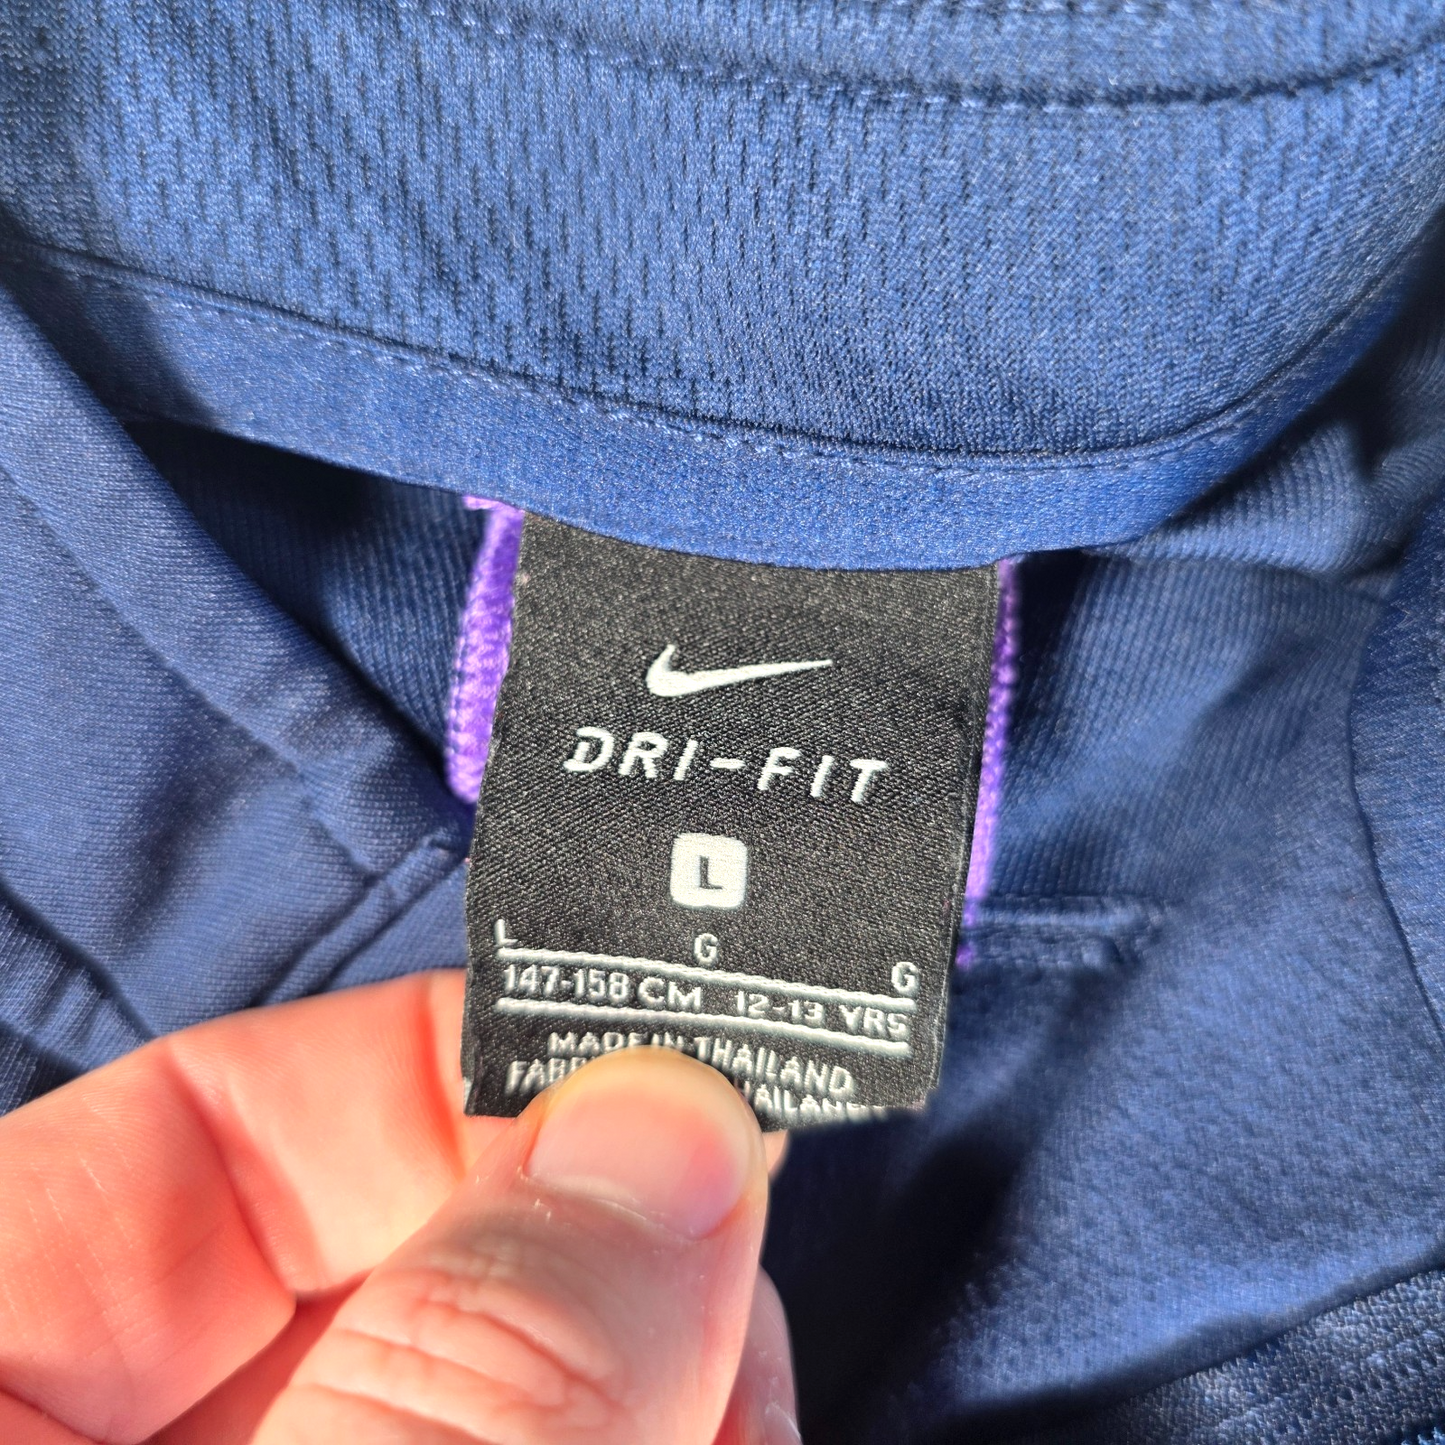 DRI-FIT
L
L G G
147-158 CM 12-13 YRS
MADE IN THAILAND